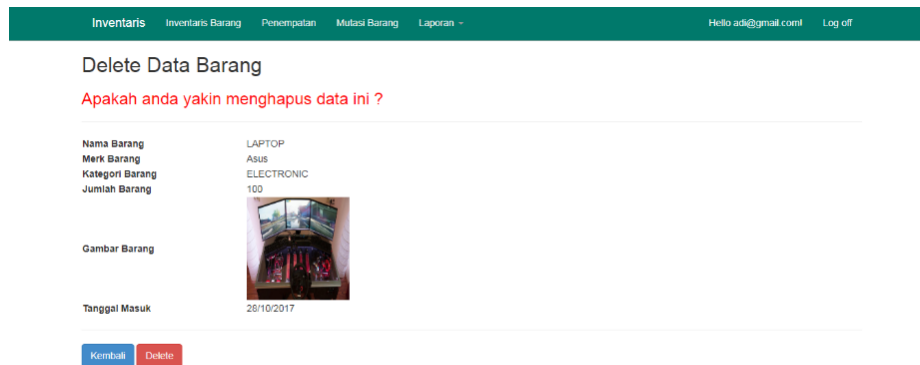 Inventaris Inventaris Barang Penempatan Mutasi Barang Laporan Hello adi@gmail.com! Log off
Delete Data Barang
Apakah anda yakin menghapus data ini ?
Nama Barang LAPTOP
Merk Barang Asus
Kategori Barang ELECTRONIC
Jumlah Barang 100
Gambar Barang
Tanggal Masuk 28/10/2017
Kembali Delete